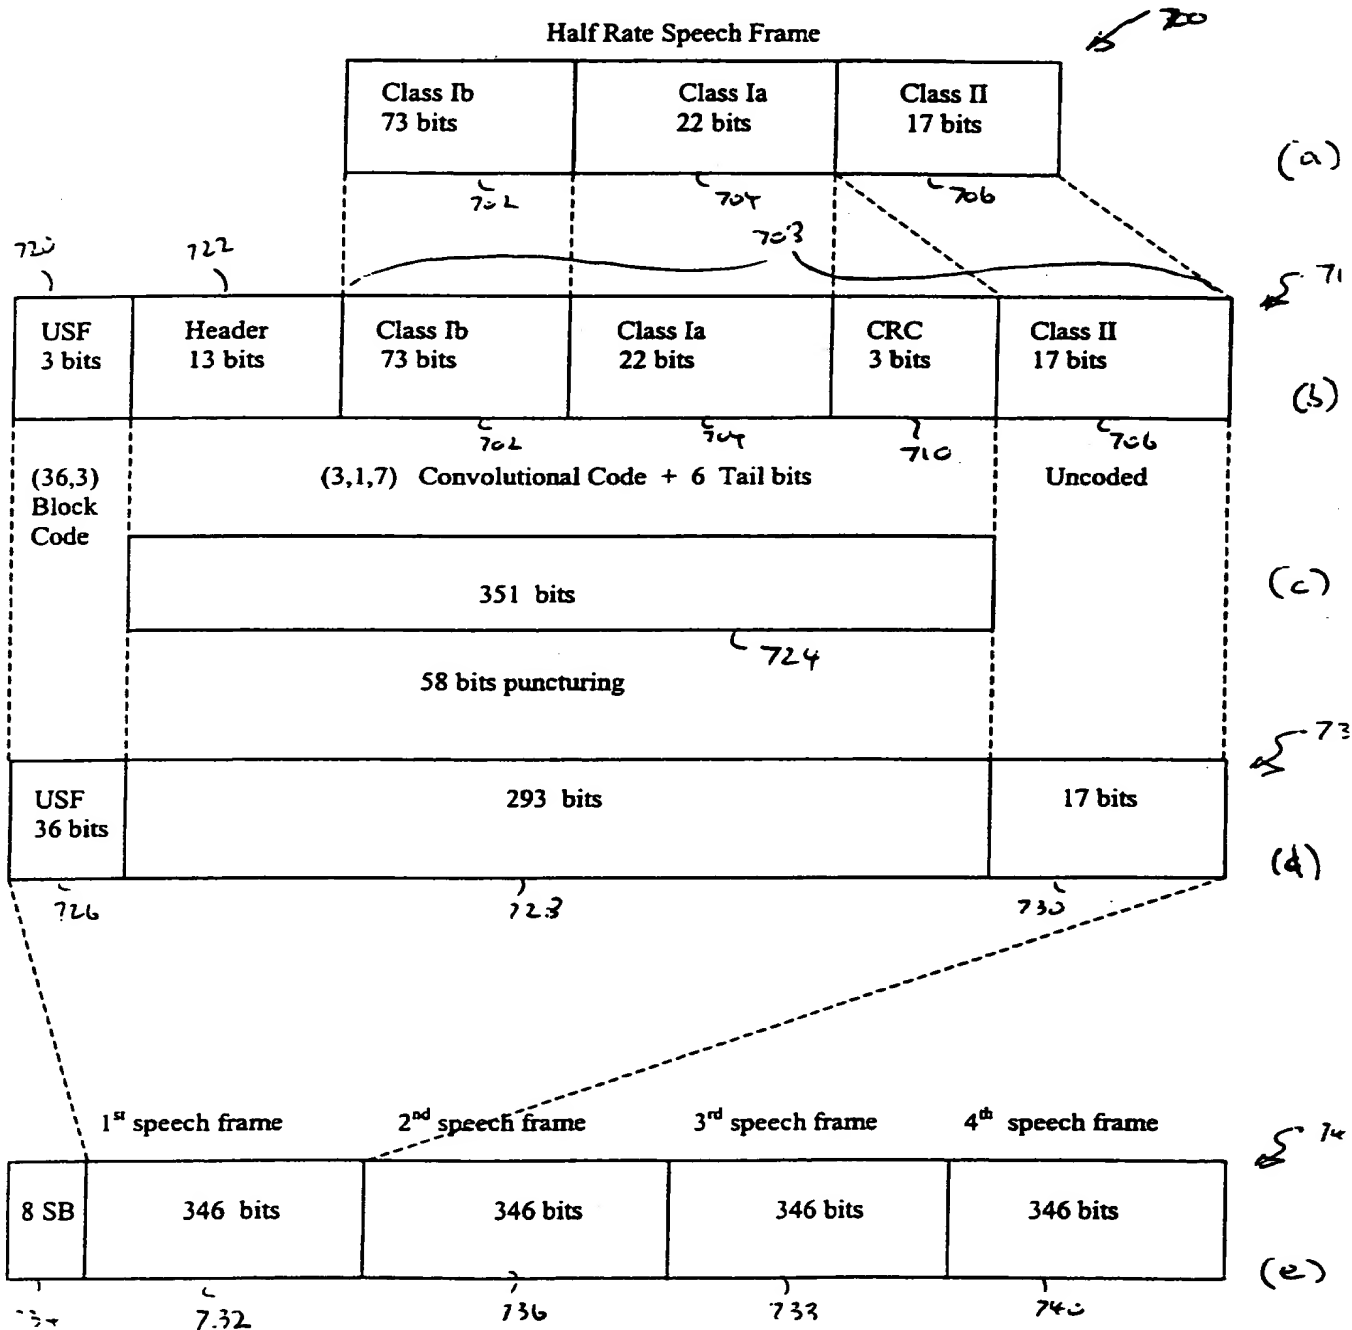 700
Half Rate Speech Frame
Class Ib Class Ia Class II
73 bits 22 bits 17 bits
(a)
702 704 706
703
720 722
71
USF Header Class Ib Class Ia CRC Class II
3 bits 13 bits 73 bits 22 bits 3 bits 17 bits
(b)
702 704 710 706
(36,3) (3,1,7) Convolutional Code + 6 Tail bits Uncoded
Block
Code
351 bits
(c)
724
58 bits puncturing
73
USF 293 bits 17 bits
36 bits
(d)
726 728 730
1st speech frame 2nd speech frame 3rd speech frame 4th speech frame
74
8 SB 346 bits 346 bits 346 bits 346 bits
(e)
732 736 740